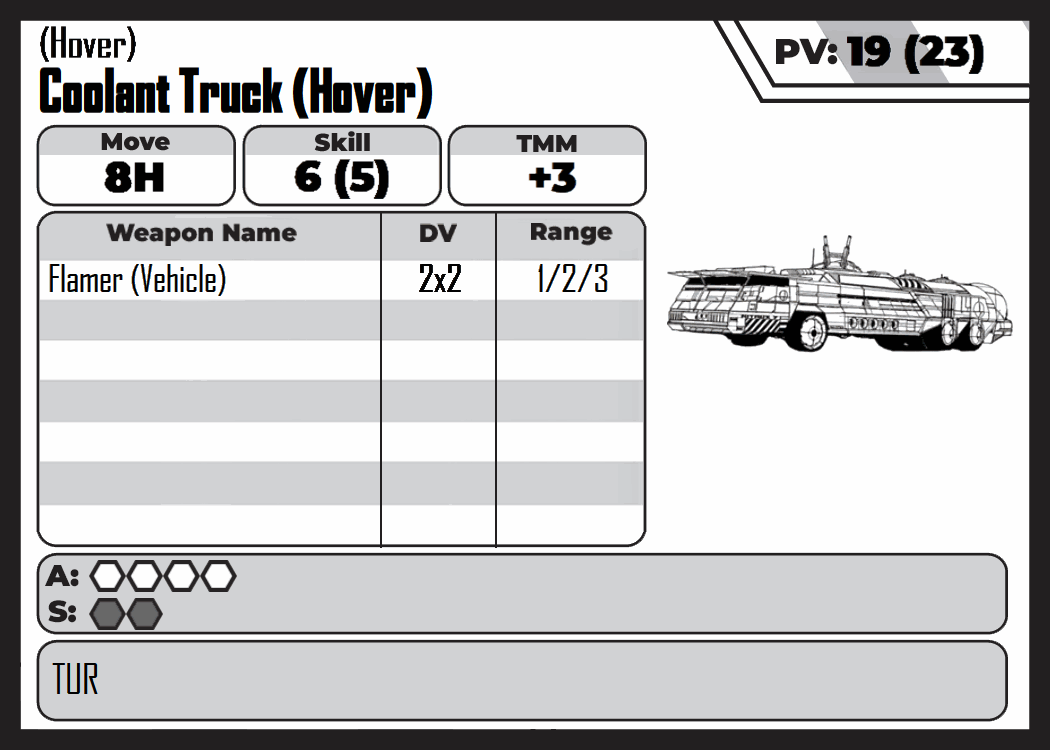 (Hover)
Coolant Truck (Hover)
PV: 19 (23)
Move Skill TMM
8H 6 (5) +3
Weapon Name DV Range
Flamer (Vehicle) 2x2 1/2/3
A:
S:
TUR